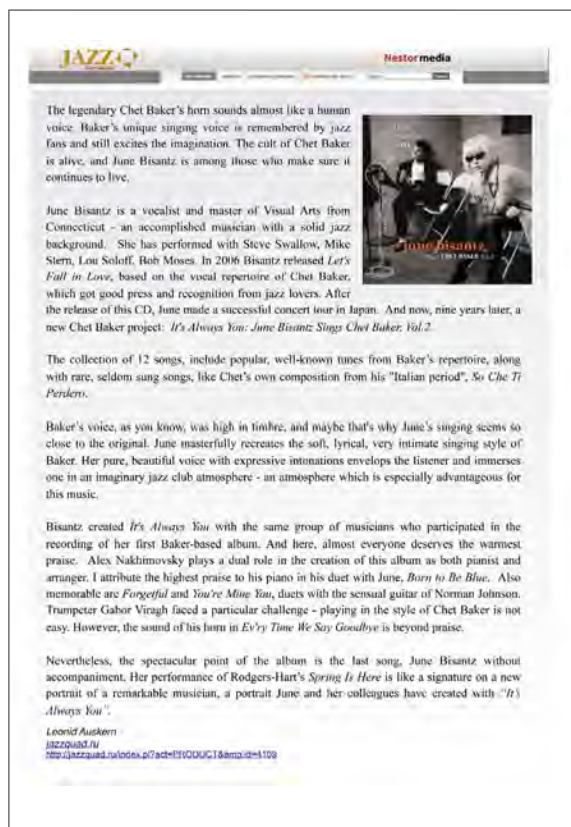 JAZZ
Nestormedia
The legendary Chet Baker's horn sounds almost like a human
voice. Baker's unique singing voice is remembered by jazz
fans and still excites the imagination. The cult of Chet Baker
is alive, and June Bisantz is among those who make sure it
continues to live.
june bisantz
June Bisantz is a vocalist and master of Visual Arts from
Connecticut - an accomplished musician with a solid jazz
background. She has performed with Steve Swallow, Mike
Stern, Lou Soloff, Bob Moses. In 2006 Bisantz released Let's
Fall in Love, based on the vocal repertoire of Chet Baker,
which got good press and recognition from jazz lovers. After
the release of this CD, June made a successful concert tour in Japan. And now, nine years later, a
new Chet Baker project: It's Always You: June Bisantz Sings Chet Baker, Vol.2.
The collection of 12 songs, include popular, well-known tunes from Baker's repertoire, along
with rare, seldom sung songs, like Chet's own composition from his "Italian period", So Che Ti
Perdero.
Baker's voice, as you know, was high in timbre, and maybe that's why June's singing seems so
close to the original. June masterfully recreates the soft, lyrical, very intimate singing style of
Baker. Her pure, beautiful voice with expressive intonations envelops the listener and immerses
one in an imaginary jazz club atmosphere - an atmosphere which is especially advantageous for
this music.
Bisantz created It's Always You with the same group of musicians who participated in the
recording of her first Baker-based album. And here, almost everyone deserves the warmest
praise. Alex Nakhimovsky plays a dual role in the creation of this album as both pianist and
arranger. I attribute the highest praise to his piano in his duet with June, Born to Be Blue. Also
memorable are Forgetful and You're Mine You, duets with the sensual guitar of Norman Johnson.
Trumpeter Gabor Viragh faced a particular challenge - playing in the style of Chet Baker is not
easy. However, the sound of his horn in Ev'ry Time We Say Goodbye is beyond praise.
Nevertheless, the spectacular point of the album is the last song, June Bisantz without
accompaniment. Her performance of Rodgers-Hart's Spring Is Here is like a signature on a new
portrait of a remarkable musician, a portrait June and her colleagues have created with "It's
Always You".
Leonid Auskern
jazzquad.ru
http://jazzquad.ru/index.pl?act=PRODUCT&amp;id=4109